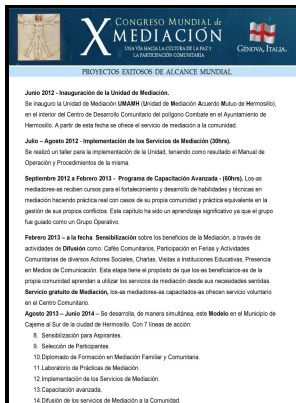 X CONGRESO MUNDIAL de
MEDIACIÓN
UNA VÍA HACIA LA CULTURA DE LA PAZ Y
LA PARTICIPACIÓN COMUNITARIA
GÉNOVA, ITALIA.
PROYECTOS EXITOSOS DE ALCANCE MUNDIAL
Junio 2012 - Inauguración de la Unidad de Mediación.
Se inauguro la Unidad de Mediación UMAMH (Unidad de Mediación Acuerdo Mutuo de Hermosillo),
en el interior del Centro de Desarrollo Comunitario del polígono Combate en el Ayuntamiento de
Hermosillo. A partir de esta fecha se ofrece el servicio de mediación a la comunidad.
Julio – Agosto 2012 - Implementación de los Servicios de Mediación (30hrs).
Se realizó un taller para la implementación de la Unidad, teniendo como resultado el Manual de
Operación y Procedimientos de la misma.
Septiembre 2012 a Febrero 2013 - Programa de Capacitación Avanzada - (60hrs). Los-as
mediadores-as reciben cursos para el fortalecimiento y desarrollo de habilidades y técnicas en
mediación haciendo práctica real con casos de su propia comunidad y práctica equivalente en la
gestión de sus propios conflictos. Este capítulo ha sido un aprendizaje significativo ya que el grupo
fue guiado como un Grupo Operativo.
Febrero 2013 – a la fecha. Sensibilización sobre los beneficios de la Mediación, a través de
actividades de Difusión como: Cafés Comunitarios, Participación en Ferias y Actividades
Comunitarias de diversos Actores Sociales, Charlas, Visitas a Instituciones Educativas, Presencia
en Medios de Comunicación. Esta etapa tiene el propósito de que los-as beneficiarios-as de la
propia comunidad aprendan a utilizar los servicios de mediación desde sus necesidades sentidas.
Servicio gratuito de Mediación, los-as mediadores-as capacitados-as ofrecen servicio voluntario
en el Centro Comunitario.
Agosto 2013 – Junio 2014 – Se desarrolla, de manera simultánea, este Modelo en el Municipio de
Cajeme al Sur de la ciudad de Hermosillo. Con 7 líneas de acción:
8. Sensibilización para Aspirantes.
9. Selección de Participantes.
10. Diplomado de Formación en Mediación Familiar y Comunitaria.
11. Laboratorio de Prácticas de Mediación.
12. Implementación de los Servicios de Mediación.
13. Capacitación avanzada.
14. Difusión de los servicios de Mediación a la Comunidad.